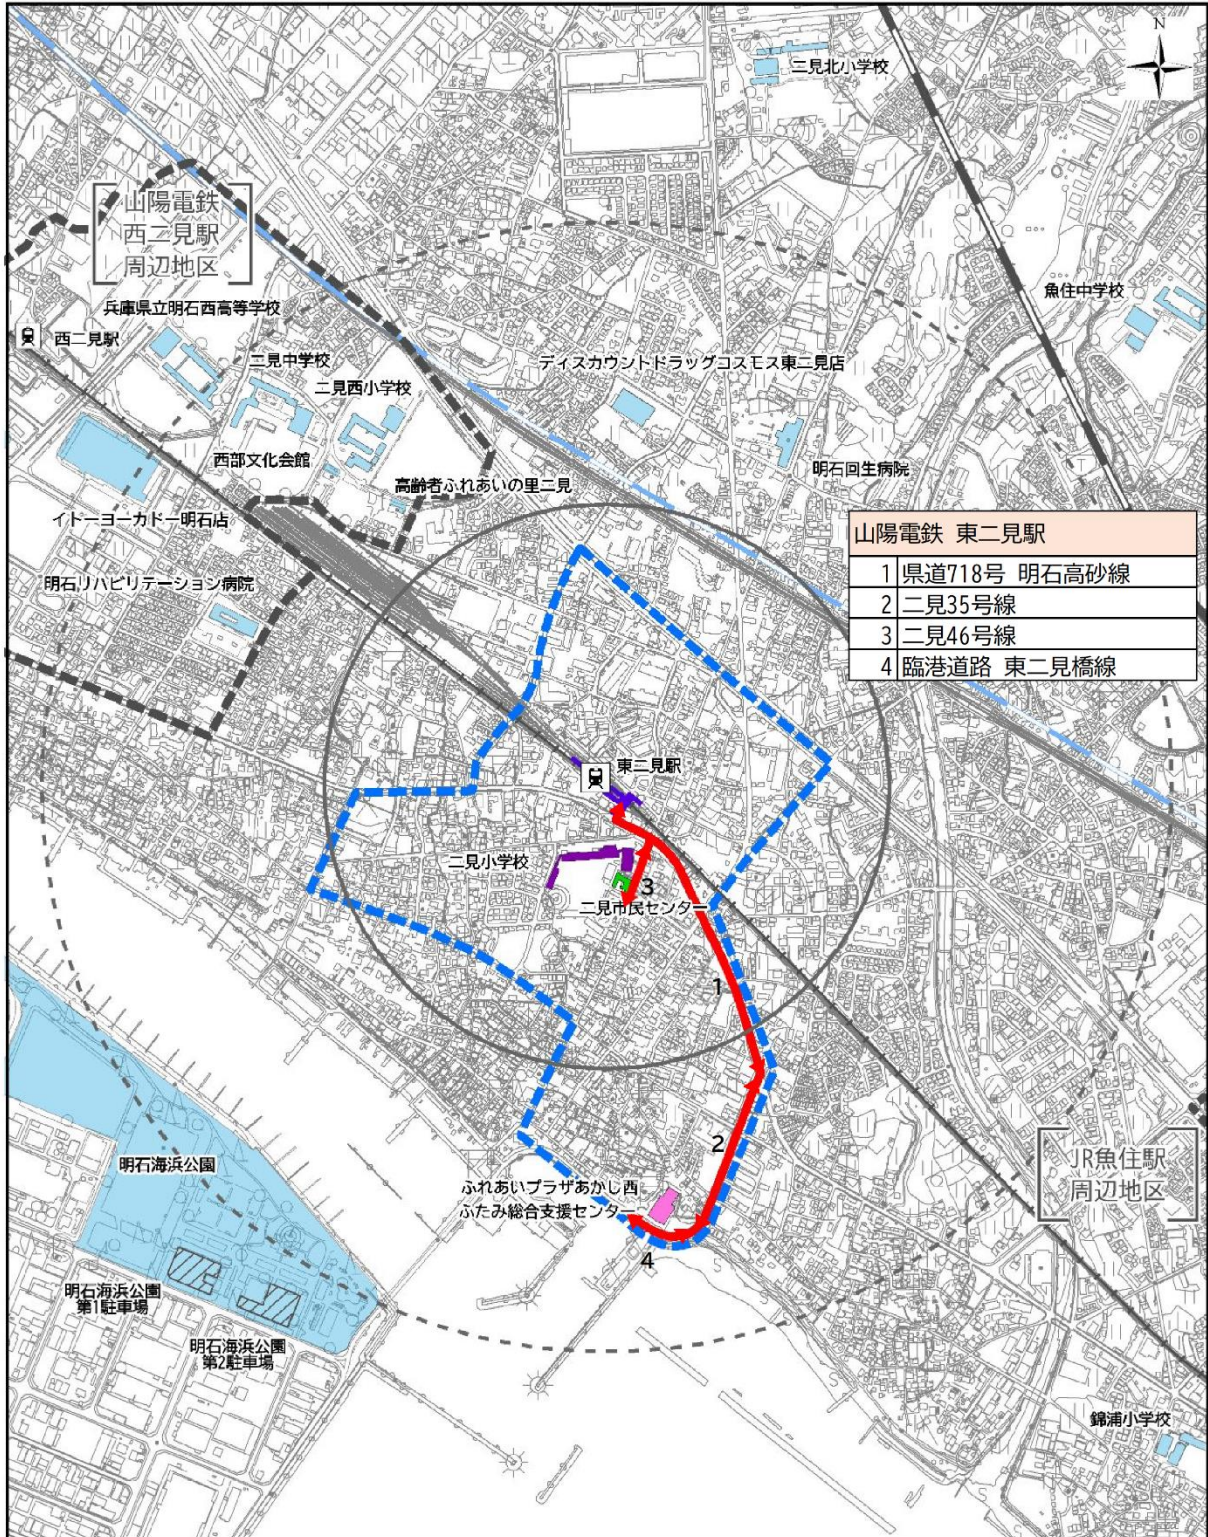 N
二見北小学校
山陽電鉄
西二見駅
周辺地区
魚住中学校
兵庫県立明石西高等学校
西二見駅
二見中学校
ディスカウントドラッグコスモス東二見店
二見西小学校
西部文化会館
明石回生病院
高齢者ふれあいの里二見
イトーヨーカドー明石店
山陽電鉄 東二見駅
1 県道718号 明石高砂線
2 二見35号線
3 二見46号線
4 臨港道路 東二見橋線
明石リハビリテーション病院
東二見駅
二見小学校
3
二見市民センター
1
2
JR魚住駅
周辺地区
明石海浜公園
ふれあいプラザあかし西
ふたみ総合支援センター
4
明石海浜公園
第1駐車場
明石海浜公園
第2駐車場
錦浦小学校